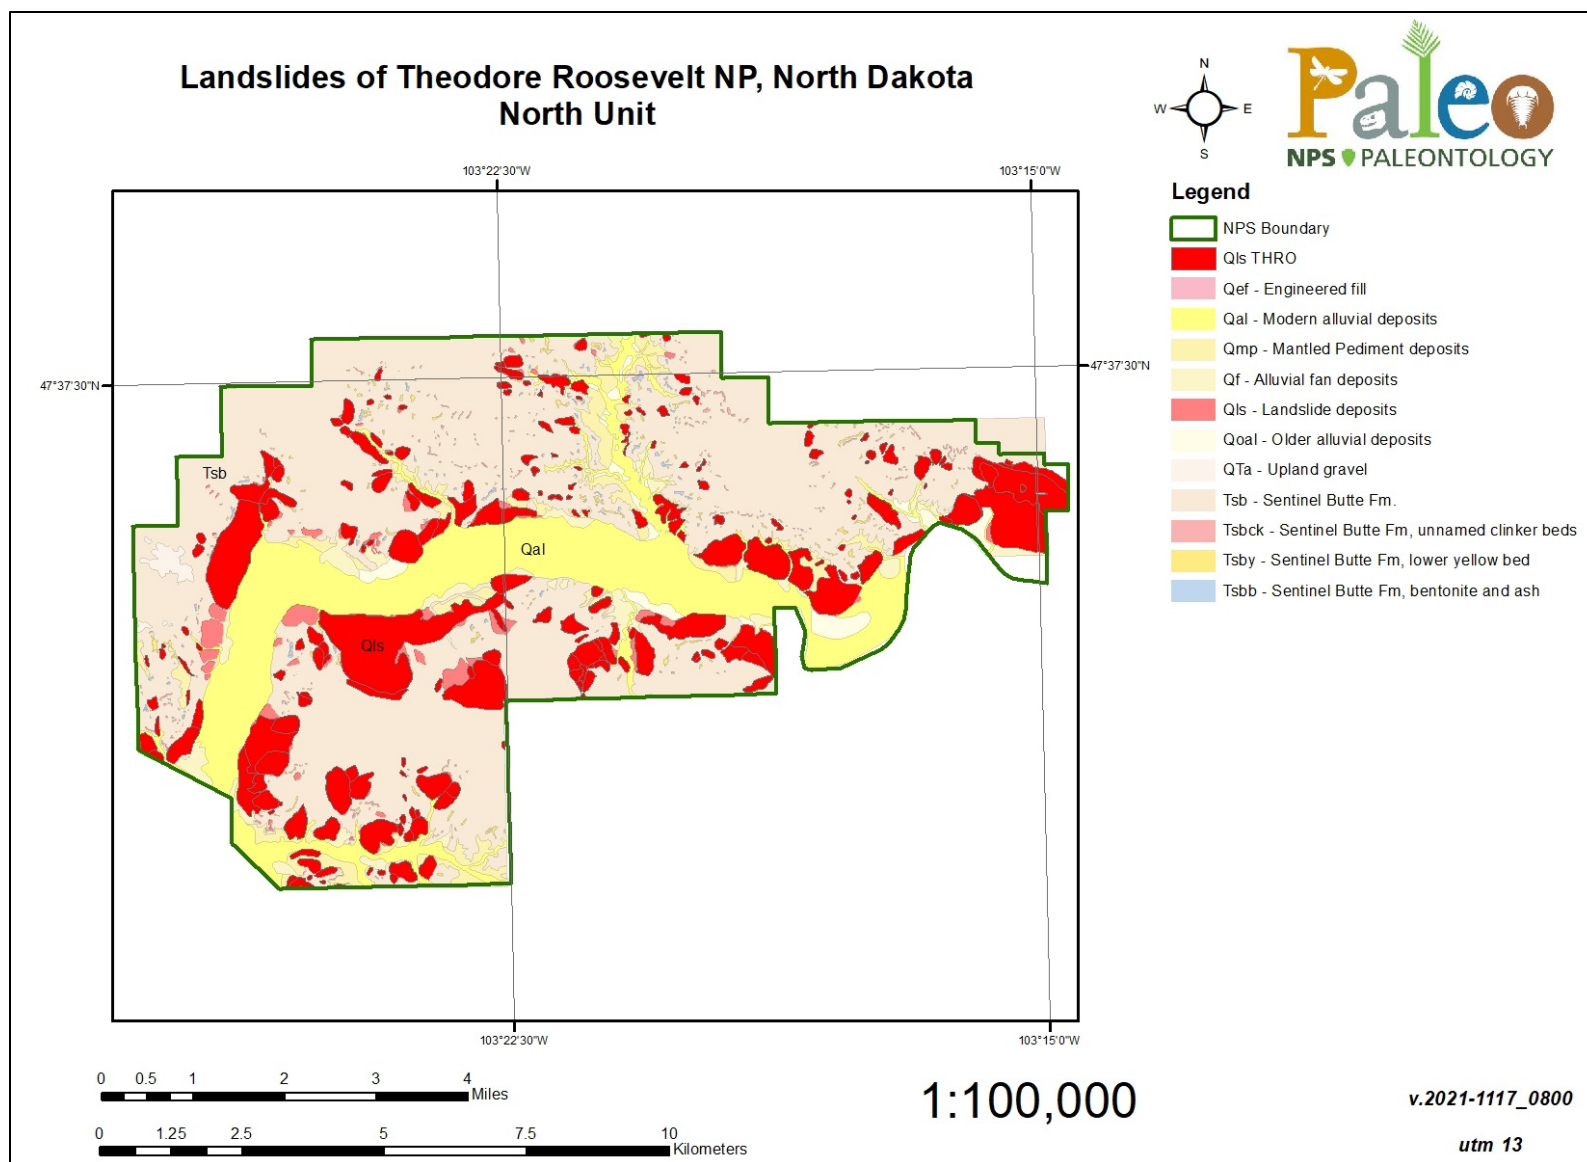 Landslides of Theodore Roosevelt NP, North Dakota
North Unit
N
W E
S
Paleo
NPS PALEONTOLOGY
Legend
NPS Boundary
Qls THRO
Qef - Engineered fill
Qal - Modern alluvial deposits
Qmp - Mantled Pediment deposits
Qf - Alluvial fan deposits
Qls - Landslide deposits
Qoal - Older alluvial deposits
QTa - Upland gravel
Tsb - Sentinel Butte Fm.
Tsbck - Sentinel Butte Fm, unnamed clinker beds
Tsby - Sentinel Butte Fm, lower yellow bed
Tsbb - Sentinel Butte Fm, bentonite and ash
103°22'30"W 103°15'0"W
47°37'30"N 47°37'30"N
Tsb
Qal
Qls
103°22'30"W 103°15'0"W
0 0.5 1 2 3 4
Miles
0 1.25 2.5 5 7.5 10
Kilometers
1:100,000
v.2021-1117_0800
utm 13